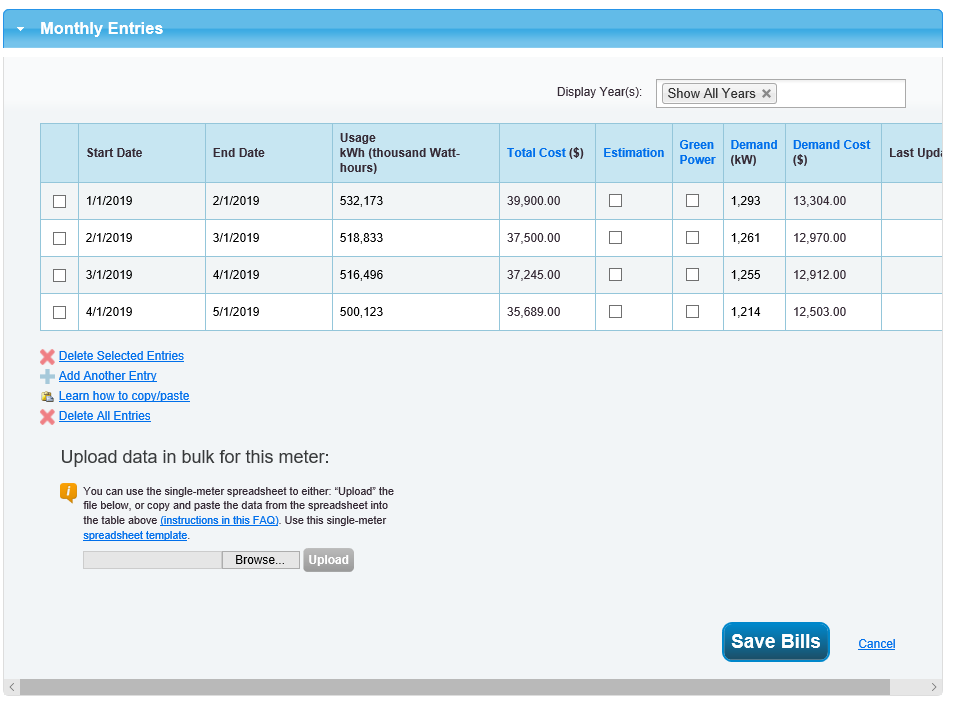 Monthly Entries
Display Year(s): Show All Years
Start Date End Date Usage kWh (thousand Watt-hours) Total Cost ($) Estimation Green Power Demand (kW) Demand Cost ($) Last Upda
1/1/2019 2/1/2019 532,173 39,900.00 1,293 13,304.00
2/1/2019 3/1/2019 518,833 37,500.00 1,261 12,970.00
3/1/2019 4/1/2019 516,496 37,245.00 1,255 12,912.00
4/1/2019 5/1/2019 500,123 35,689.00 1,214 12,503.00
Delete Selected Entries
Add Another Entry
Learn how to copy/paste
Delete All Entries
Upload data in bulk for this meter:
You can use the single-meter spreadsheet to either: “Upload” the
file below, or copy and paste the data from the spreadsheet into
the table above (instructions in this FAQ). Use this single-meter
spreadsheet template.
Browse... Upload
Save Bills Cancel